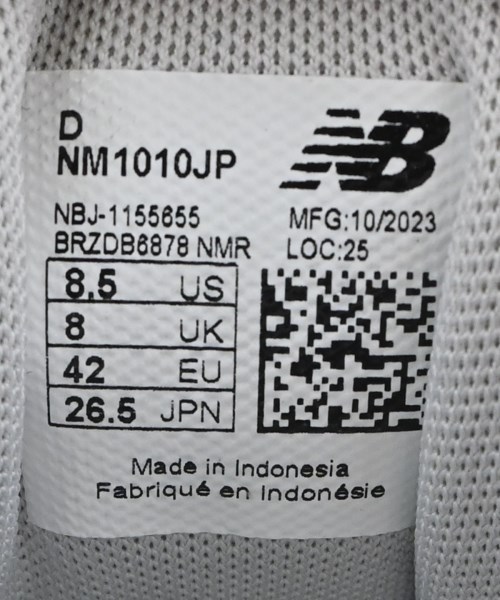 D
NM1010JP
NB
NBJ-1155655
BRZDB6878 NMR
MFG:10/2023
LOC:25
8.5 US
8 UK
42 EU
26.5 JPN
Made in Indonesia
Fabriqué en Indonésie